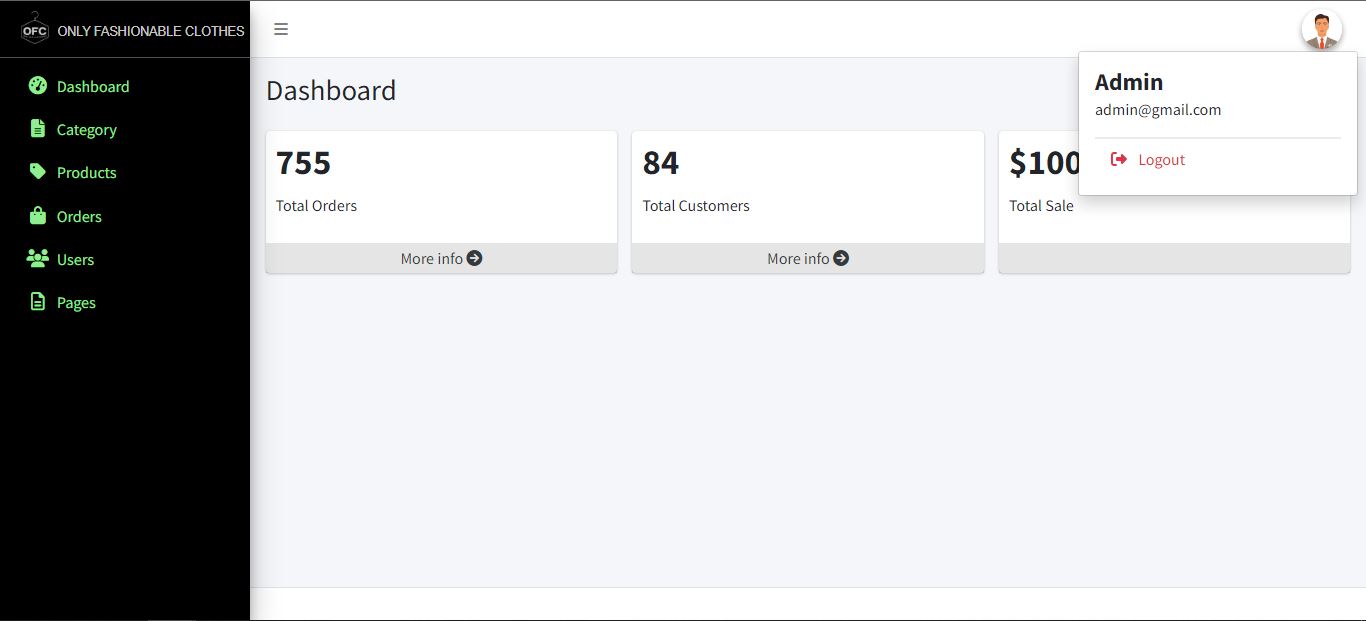 OFC
ONLY FASHIONABLE CLOTHES
Dashboard
Category
Products
Orders
Users
Pages
Dashboard
Admin
admin@gmail.com
Logout
755
Total Orders
More info
84
Total Customers
More info
$100
Total Sale